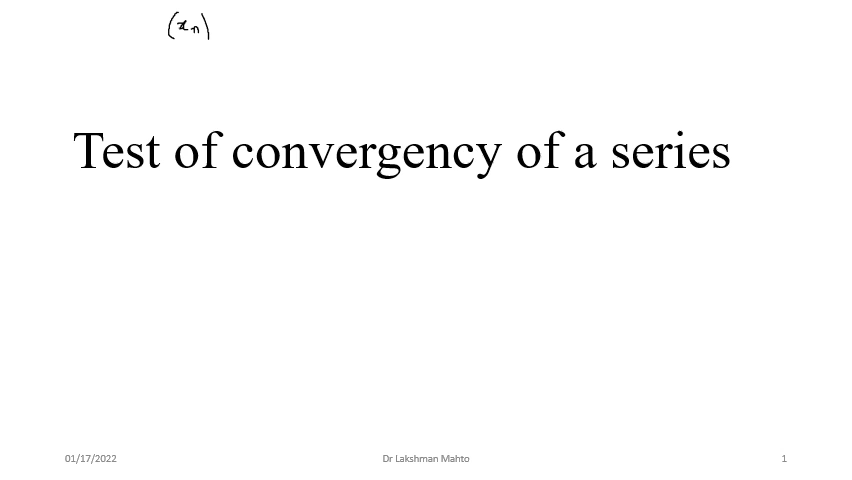 (xn)
Test of convergency of a series
01/17/2022
Dr Lakshman Mahto
1